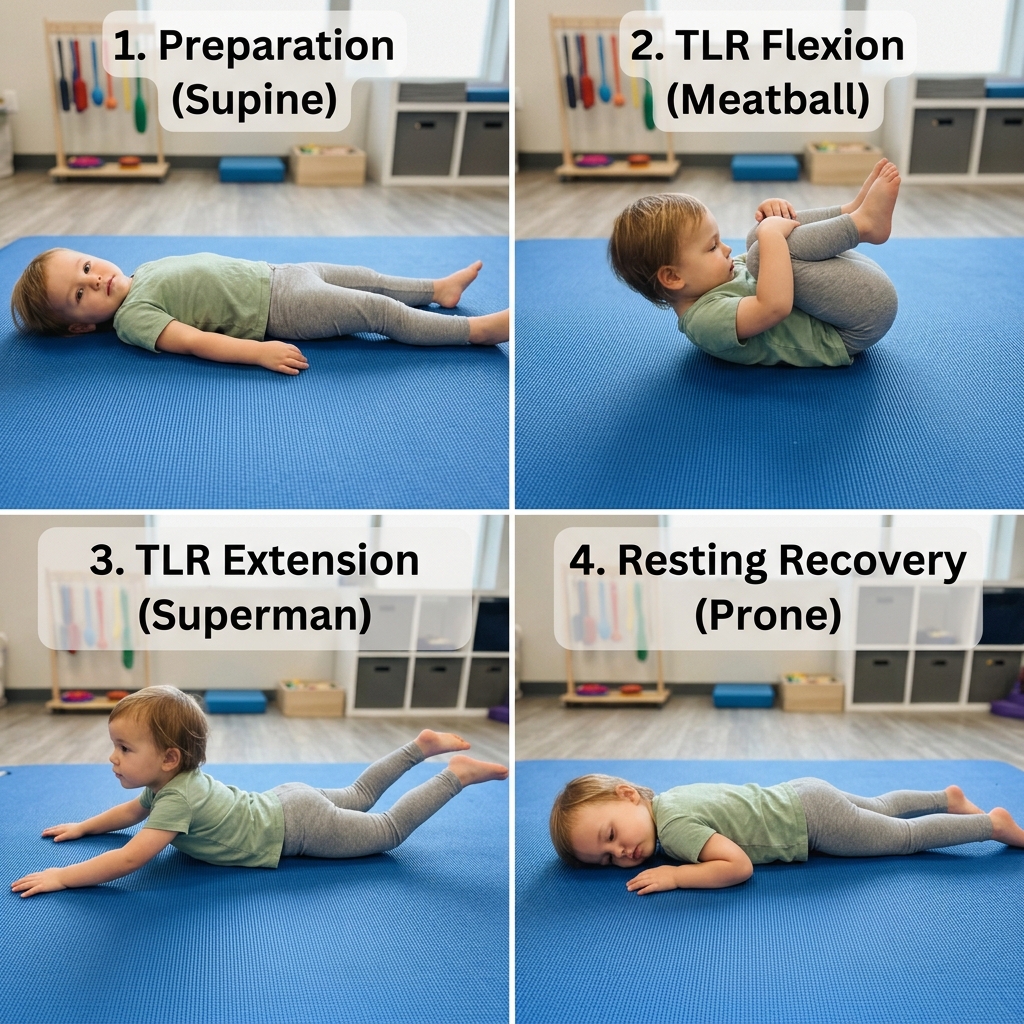 1. Preparation
(Supine)
2. TLR Flexion
(Meatball)
3. TLR Extension
(Superman)
4. Resting Recovery
(Prone)